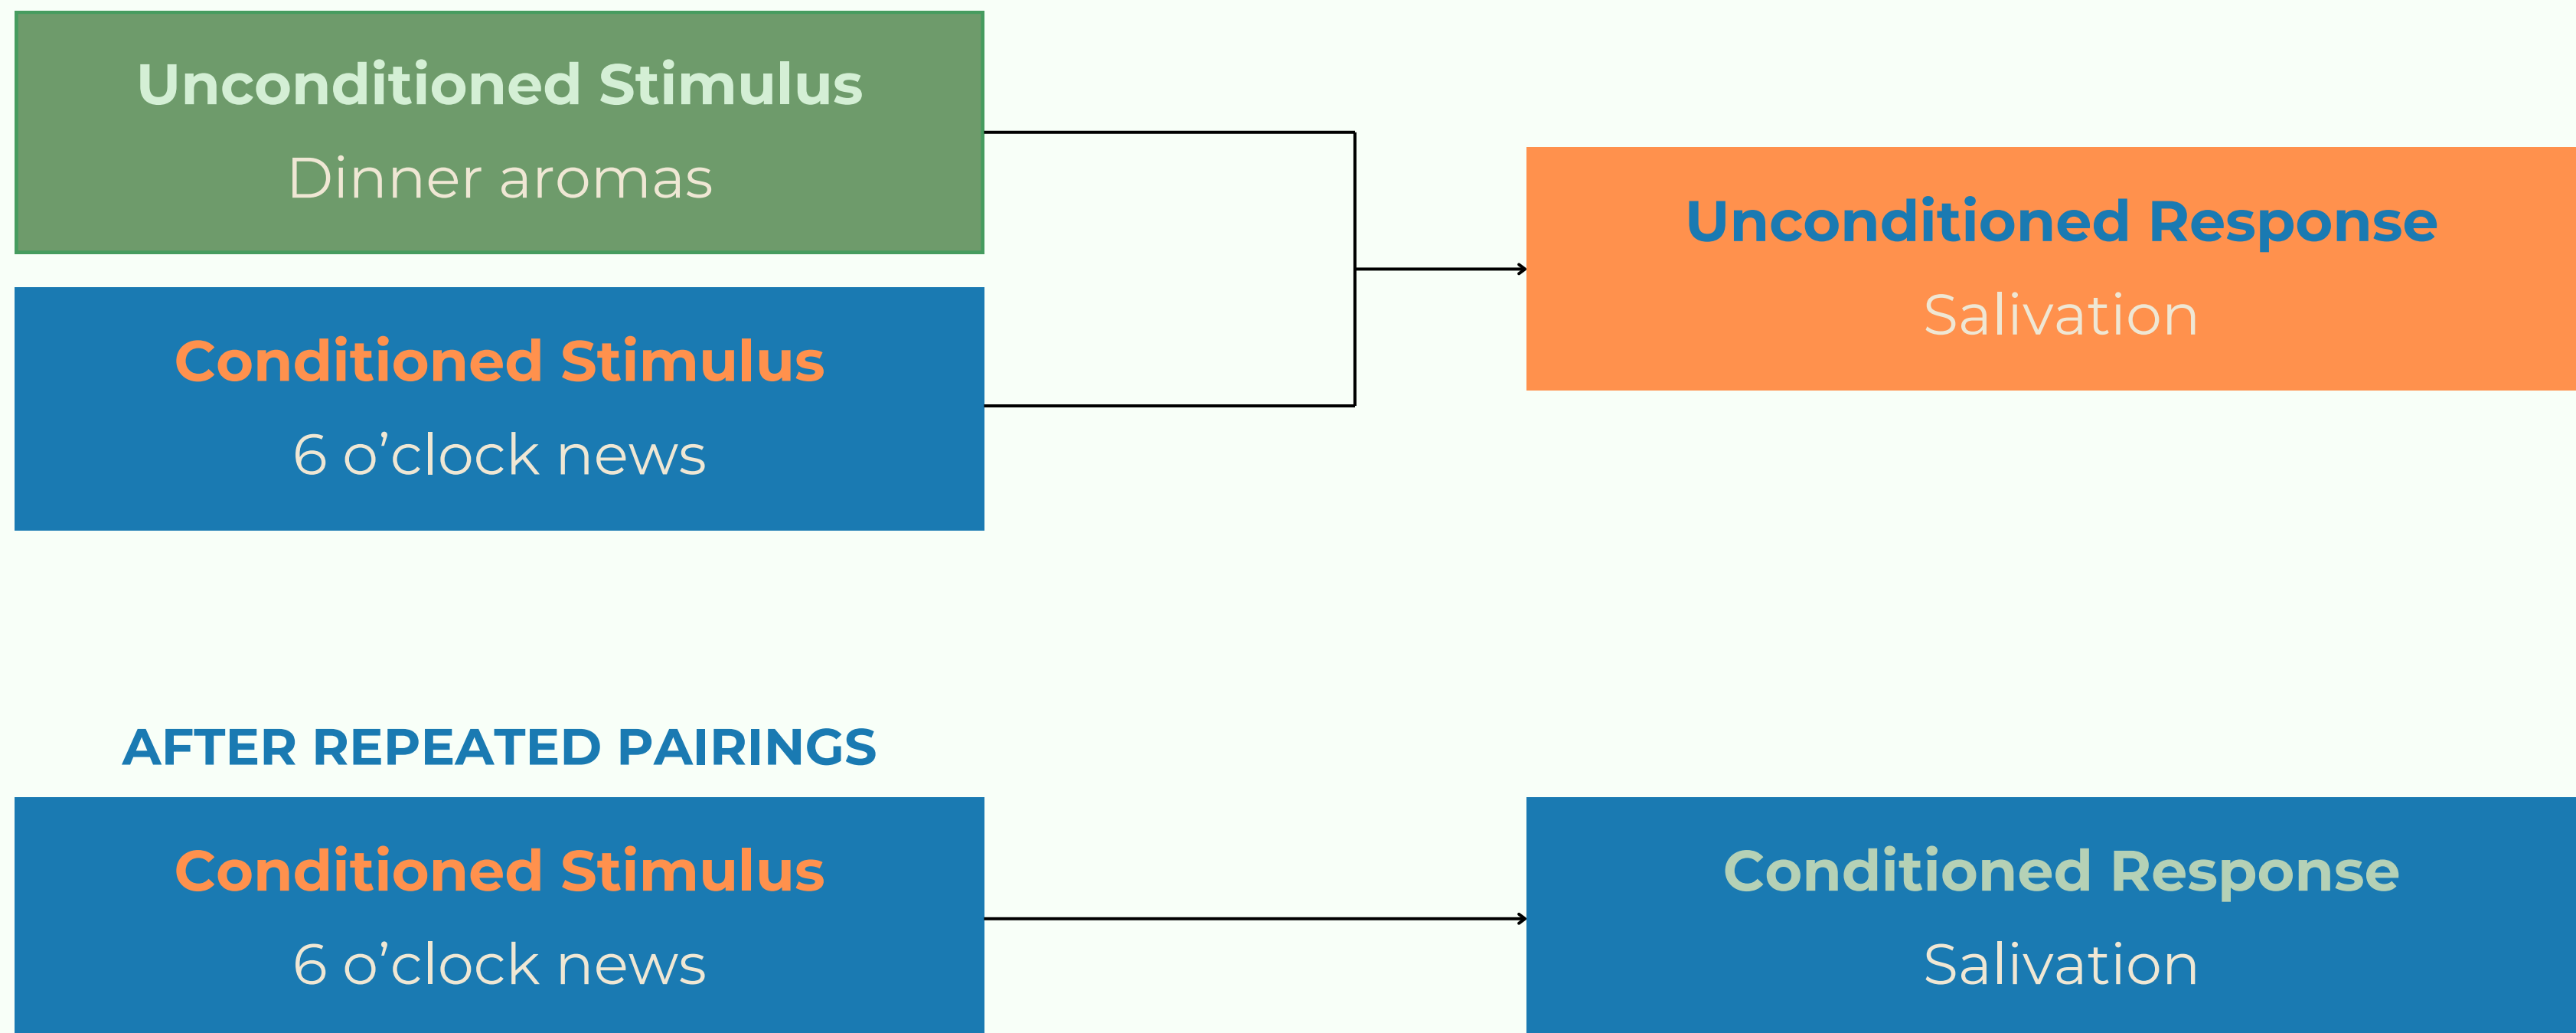 Unconditioned Stimulus
Dinner aromas
Conditioned Stimulus
6 o’clock news
Unconditioned Response
Salivation
AFTER REPEATED PAIRINGS
Conditioned Stimulus
6 o’clock news
Conditioned Response
Salivation